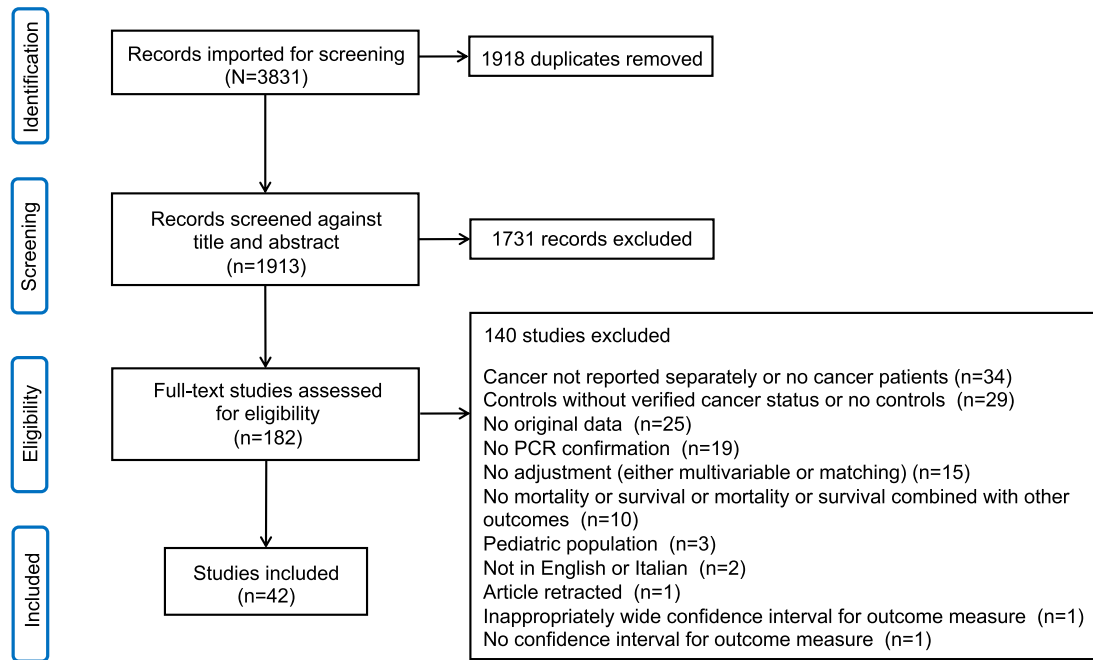 Identification
Records imported for screening
(N=3831)
1918 duplicates removed
Screening
Records screened against
title and abstract
(n=1913)
1731 records excluded
Eligibility
Full-text studies assessed
for eligibility
(n=182)
140 studies excluded
Cancer not reported separately or no cancer patients (n=34)
Controls without verified cancer status or no controls (n=29)
No original data (n=25)
No PCR confirmation (n=19)
No adjustment (either multivariable or matching) (n=15)
No mortality or survival or mortality or survival combined with other
outcomes (n=10)
Pediatric population (n=3)
Not in English or Italian (n=2)
Article retracted (n=1)
Inappropriately wide confidence interval for outcome measure (n=1)
No confidence interval for outcome measure (n=1)
Included
Studies included
(n=42)